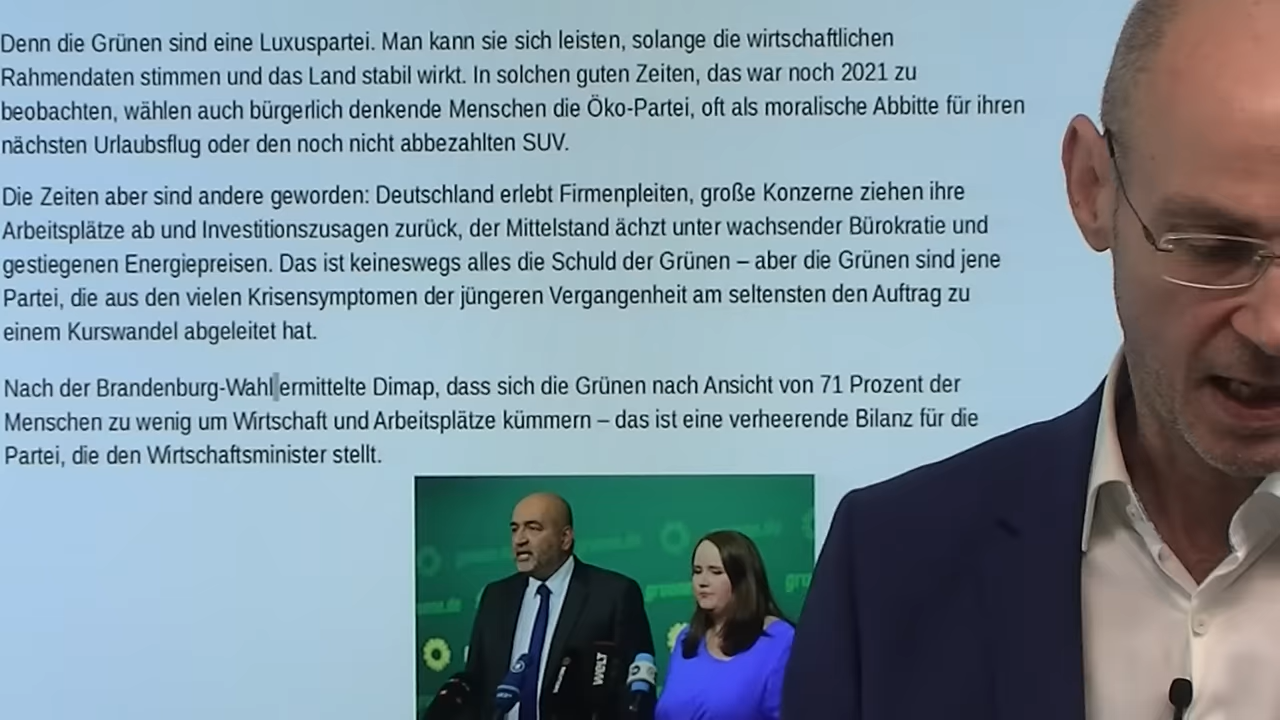 Denn die Grünen sind eine Luxuspartei. Man kann sie sich leisten, solange die wirtschaftlichen
Rahmendaten stimmen und das Land stabil wirkt. In solchen guten Zeiten, das war noch 2021 zu
beobachten, wählen auch bürgerlich denkende Menschen die Öko-Partei, oft als moralische Abbitte für ihren
nächsten Urlaubsflug oder den noch nicht abbezahlten SUV.
Die Zeiten aber sind andere geworden: Deutschland erlebt Firmenpleiten, große Konzerne ziehen ihre
Arbeitsplätze ab und Investitionszusagen zurück, der Mittelstand ächzt unter wachsender Bürokratie und
gestiegenen Energiepreisen. Das ist keineswegs alles die Schuld der Grünen – aber die Grünen sind jene
Partei, die aus den vielen Krisensymptomen der jüngeren Vergangenheit am seltensten den Auftrag zu
einem Kurswandel abgeleitet hat.
Nach der Brandenburg-Wahl ermittelte Dimap, dass sich die Grünen nach Ansicht von 71 Prozent der
Menschen zu wenig um Wirtschaft und Arbeitsplätze kümmern – das ist eine verheerende Bilanz für die
Partei, die den Wirtschaftsminister stellt.
welt